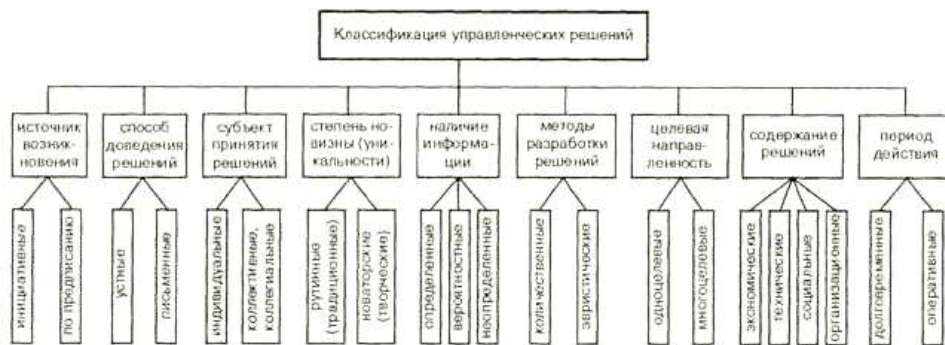 Классификация управленческих решений
источник
возник-
новения
способ
доведения
решений
субъект
принятия
решений
степень но-
визны (уни-
кальности)
наличие
информа-
ции
методы
разработки
решений
целевая
направ-
ленность
содержание
решений
период
действия
инициативные
по предписанию
устные
письменные
индивидуальные
коллективные,
коллегиальные
рутинные
(традиционные)
новаторские
(творческие)
определенные
вероятностные
неопределенные
количественные
эвристические
одноцелевые
многоцелевые
экономические
технические
социальные
организационные
долговременные
оперативные